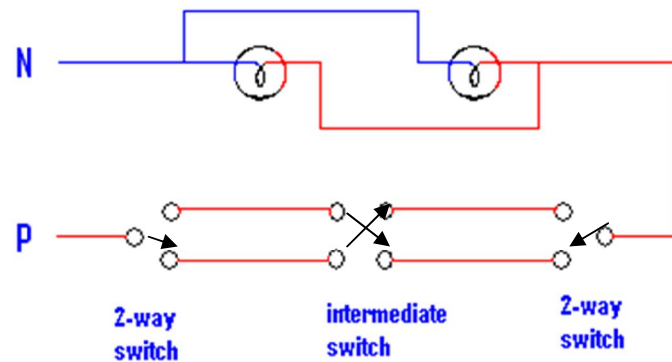 N
P
2-way
switch
intermediate
switch
2-way
switch